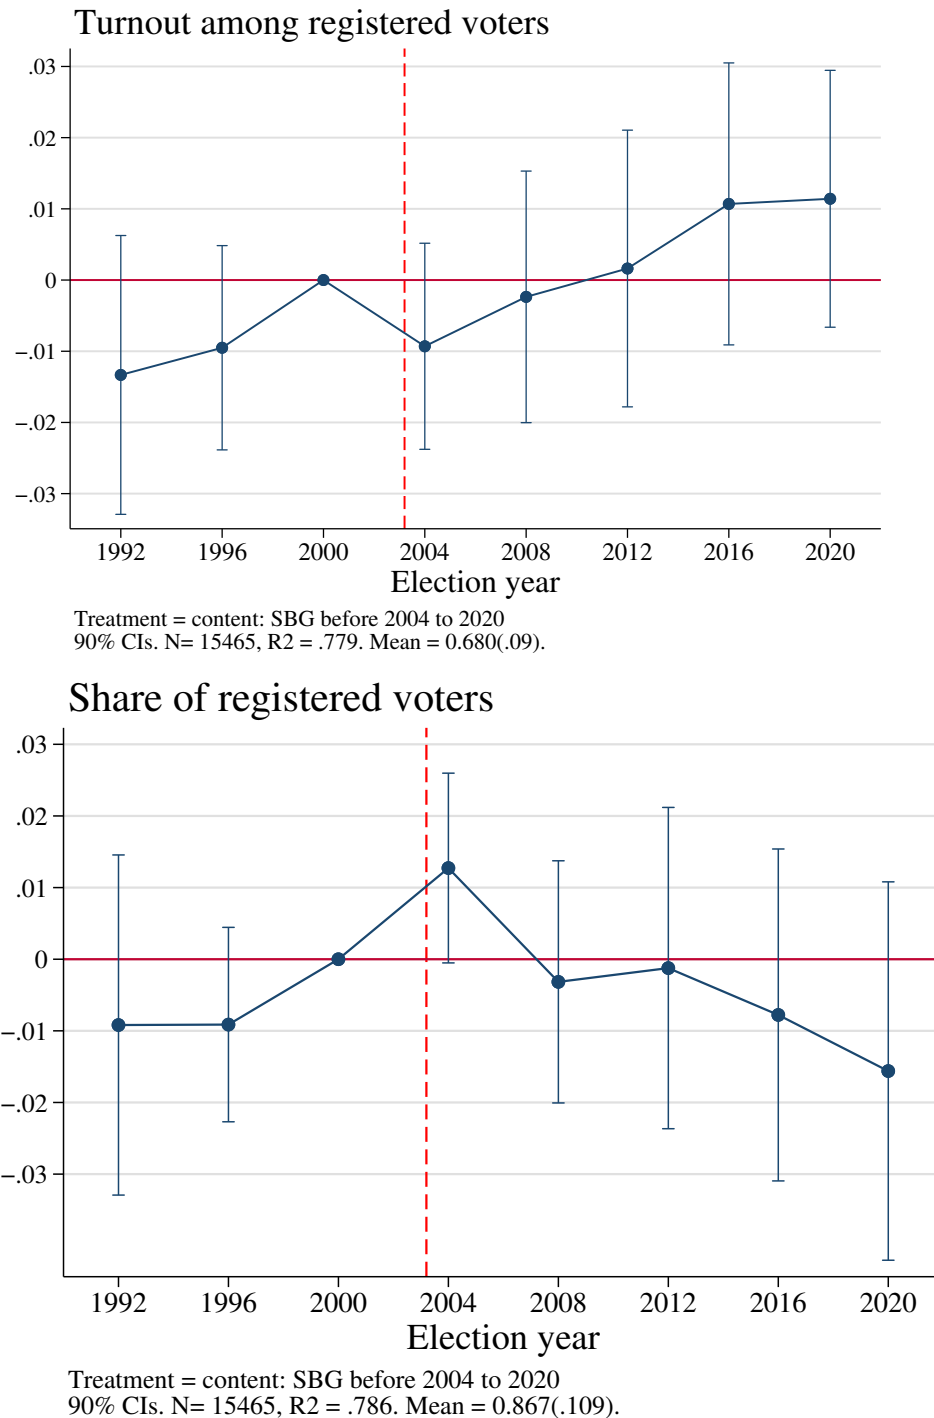 Turnout among registered voters
.03
.02
.01
0
−.01
−.02
−.03
1992 1996 2000 2004 2008 2012 2016 2020
Election year
Treatment = content: SBG before 2004 to 2020
90% CIs. N= 15465, R2 = .779. Mean = 0.680(.09).
Share of registered voters
.03
.02
.01
0
−.01
−.02
−.03
1992 1996 2000 2004 2008 2012 2016 2020
Election year
Treatment = content: SBG before 2004 to 2020
90% CIs. N= 15465, R2 = .786. Mean = 0.867(.109).